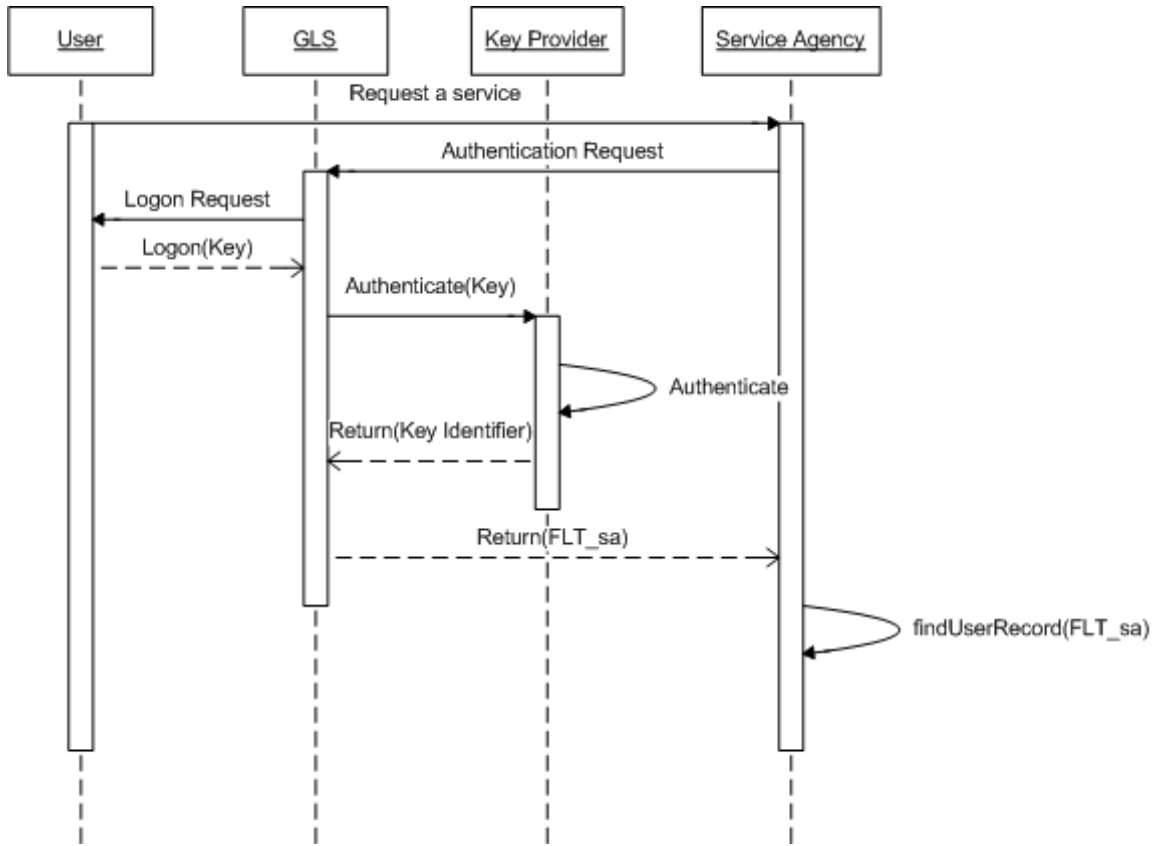 User
GLS
Key Provider
Service Agency
Request a service
Authentication Request
Logon Request
Logon(Key)
Authenticate(Key)
Authenticate
Return(Key Identifier)
Return(FLT_sa)
findUserRecord(FLT_sa)